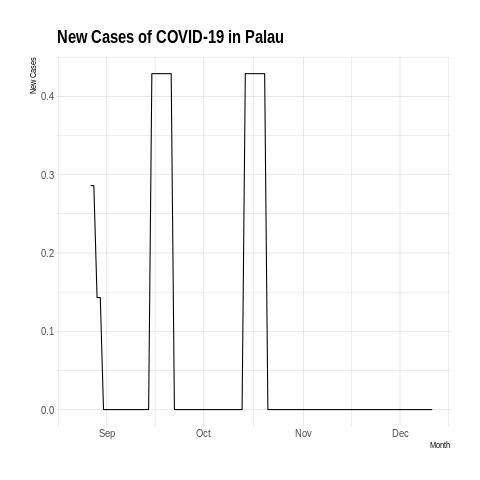 New Cases of COVID-19 in Palau
New Cases
0.4
0.3
0.2
0.1
0.0
Sep Oct Nov Dec
Month